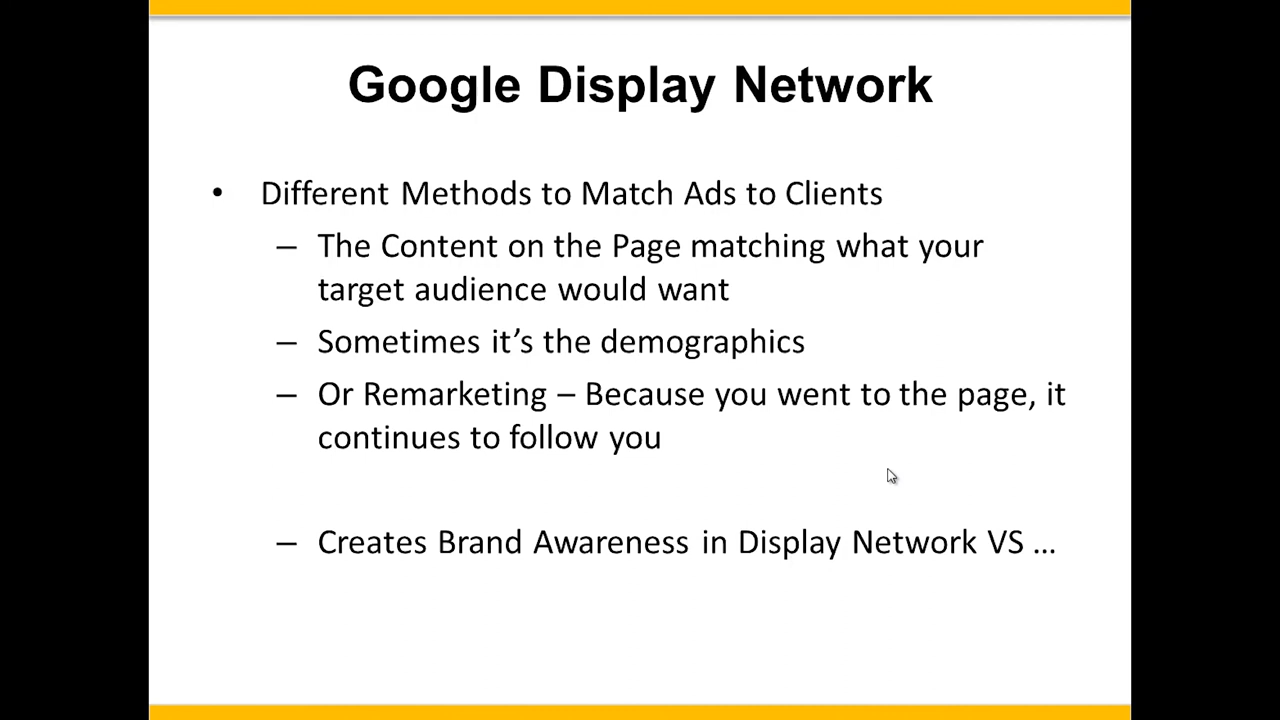 Google Display Network
• Different Methods to Match Ads to Clients
– The Content on the Page matching what your
target audience would want
– Sometimes it’s the demographics
– Or Remarketing – Because you went to the page, it
continues to follow you
– Creates Brand Awareness in Display Network VS …